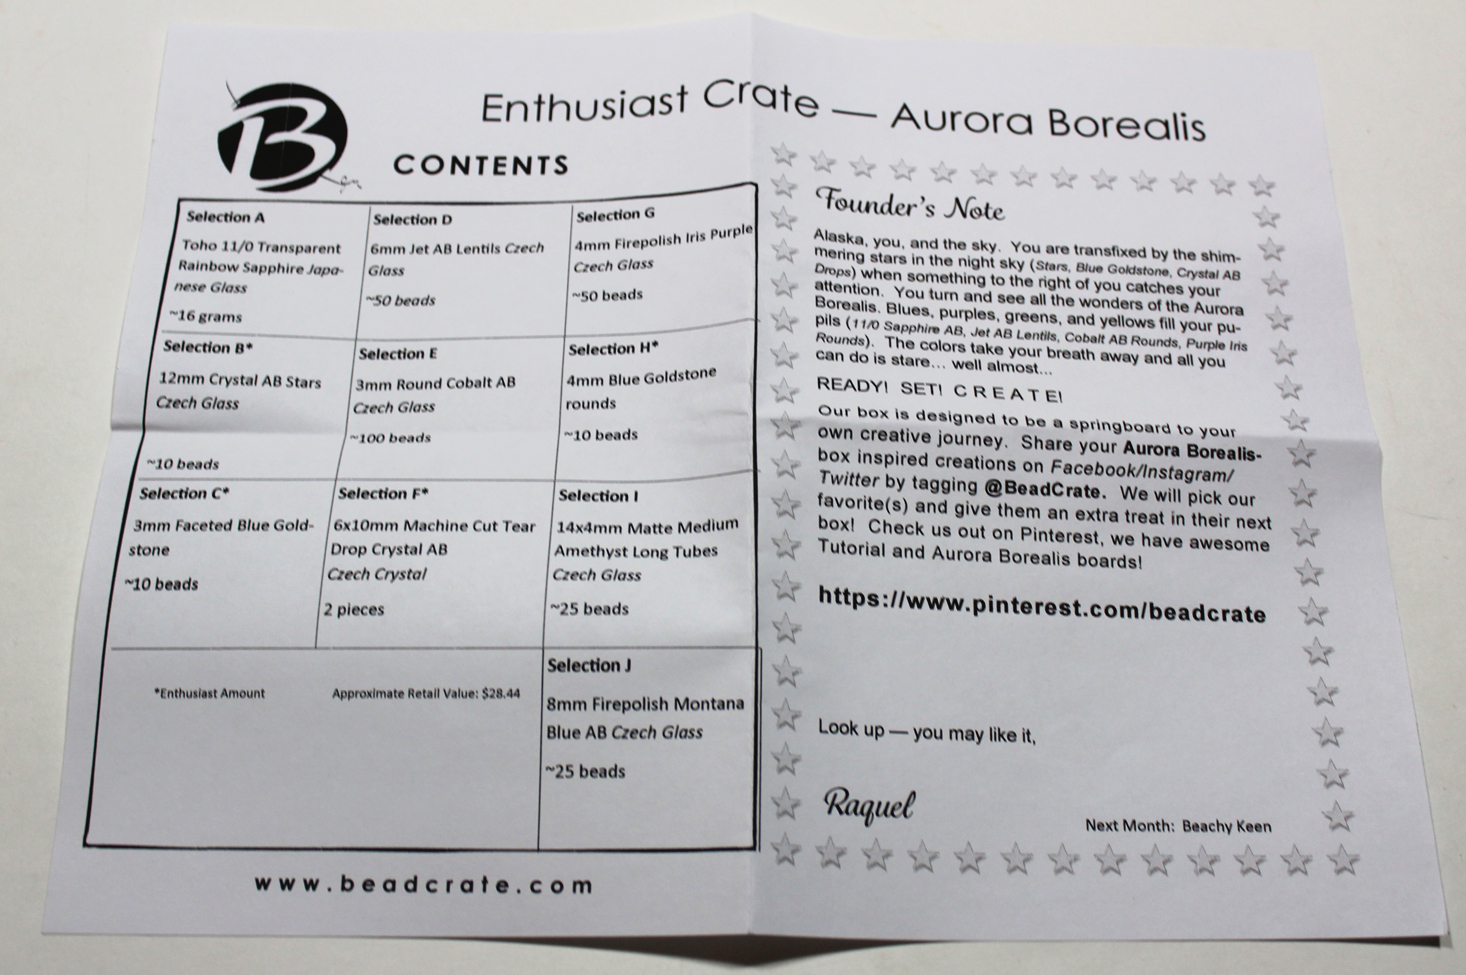 B
Enthusiast Crate — Aurora Borealis
CONTENTS
Selection A
Toho 11/0 Transparent
Rainbow Sapphire Japa-
nese Glass
~16 grams
Selection B*
12mm Crystal AB Stars
Czech Glass
~10 beads
Selection C*
3mm Faceted Blue Gold-
stone
~10 beads
Selection D
6mm Jet AB Lentils Czech
Glass
~50 beads
Selection E
3mm Round Cobalt AB
Czech Glass
~100 beads
Selection F*
6x10mm Machine Cut Tear
Drop Crystal AB
Czech Crystal
2 pieces
Selection G
4mm Firepolish Iris Purple
Czech Glass
~50 beads
Selection H*
4mm Blue Goldstone
rounds
~10 beads
Selection I
14x4mm Matte Medium
Amethyst Long Tubes
Czech Glass
~25 beads
Selection J
8mm Firepolish Montana
Blue AB Czech Glass
~25 beads
*Enthusiast Amount
Approximate Retail Value: $28.44
www.beadcrate.com
Founder's Note
Alaska, you, and the sky. You are transfixed by the shim-
mering stars in the night sky (Stars, Blue Goldstone, Crystal AB
Drops) when something to the right of you catches your
attention. You turn and see all the wonders of the Aurora
Borealis. Blues, purples, greens, and yellows fill your pu-
pils (11/0 Sapphire AB, Jet AB Lentils, Cobalt AB Rounds, Purple Iris
Rounds). The colors take your breath away and all you
can do is stare... well almost...
READY! SET! C R E A T E!
Our box is designed to be a springboard to your
own creative journey. Share your Aurora Borealis-
box inspired creations on Facebook/Instagram/
Twitter by tagging @BeadCrate. We will pick our
favorite(s) and give them an extra treat in their next
box! Check us out on Pinterest, we have awesome
Tutorial and Aurora Borealis boards!
https://www.pinterest.com/beadcrate
Look up — you may like it,
Raquel
Next Month: Beachy Keen